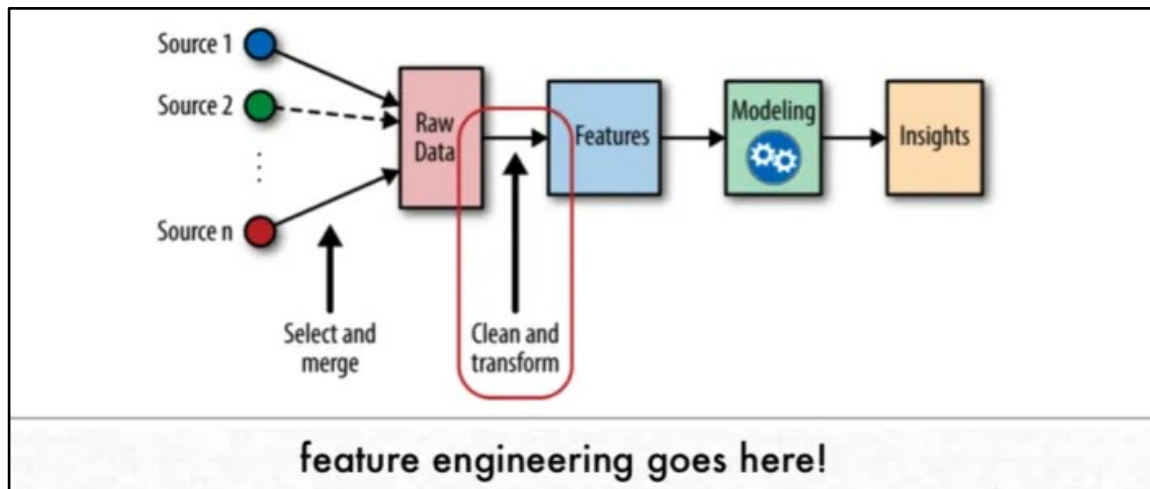 Source 1
Source 2
Source n
Raw
Data
Features
Modeling
Insights
Select and
merge
Clean and
transform
feature engineering goes here!